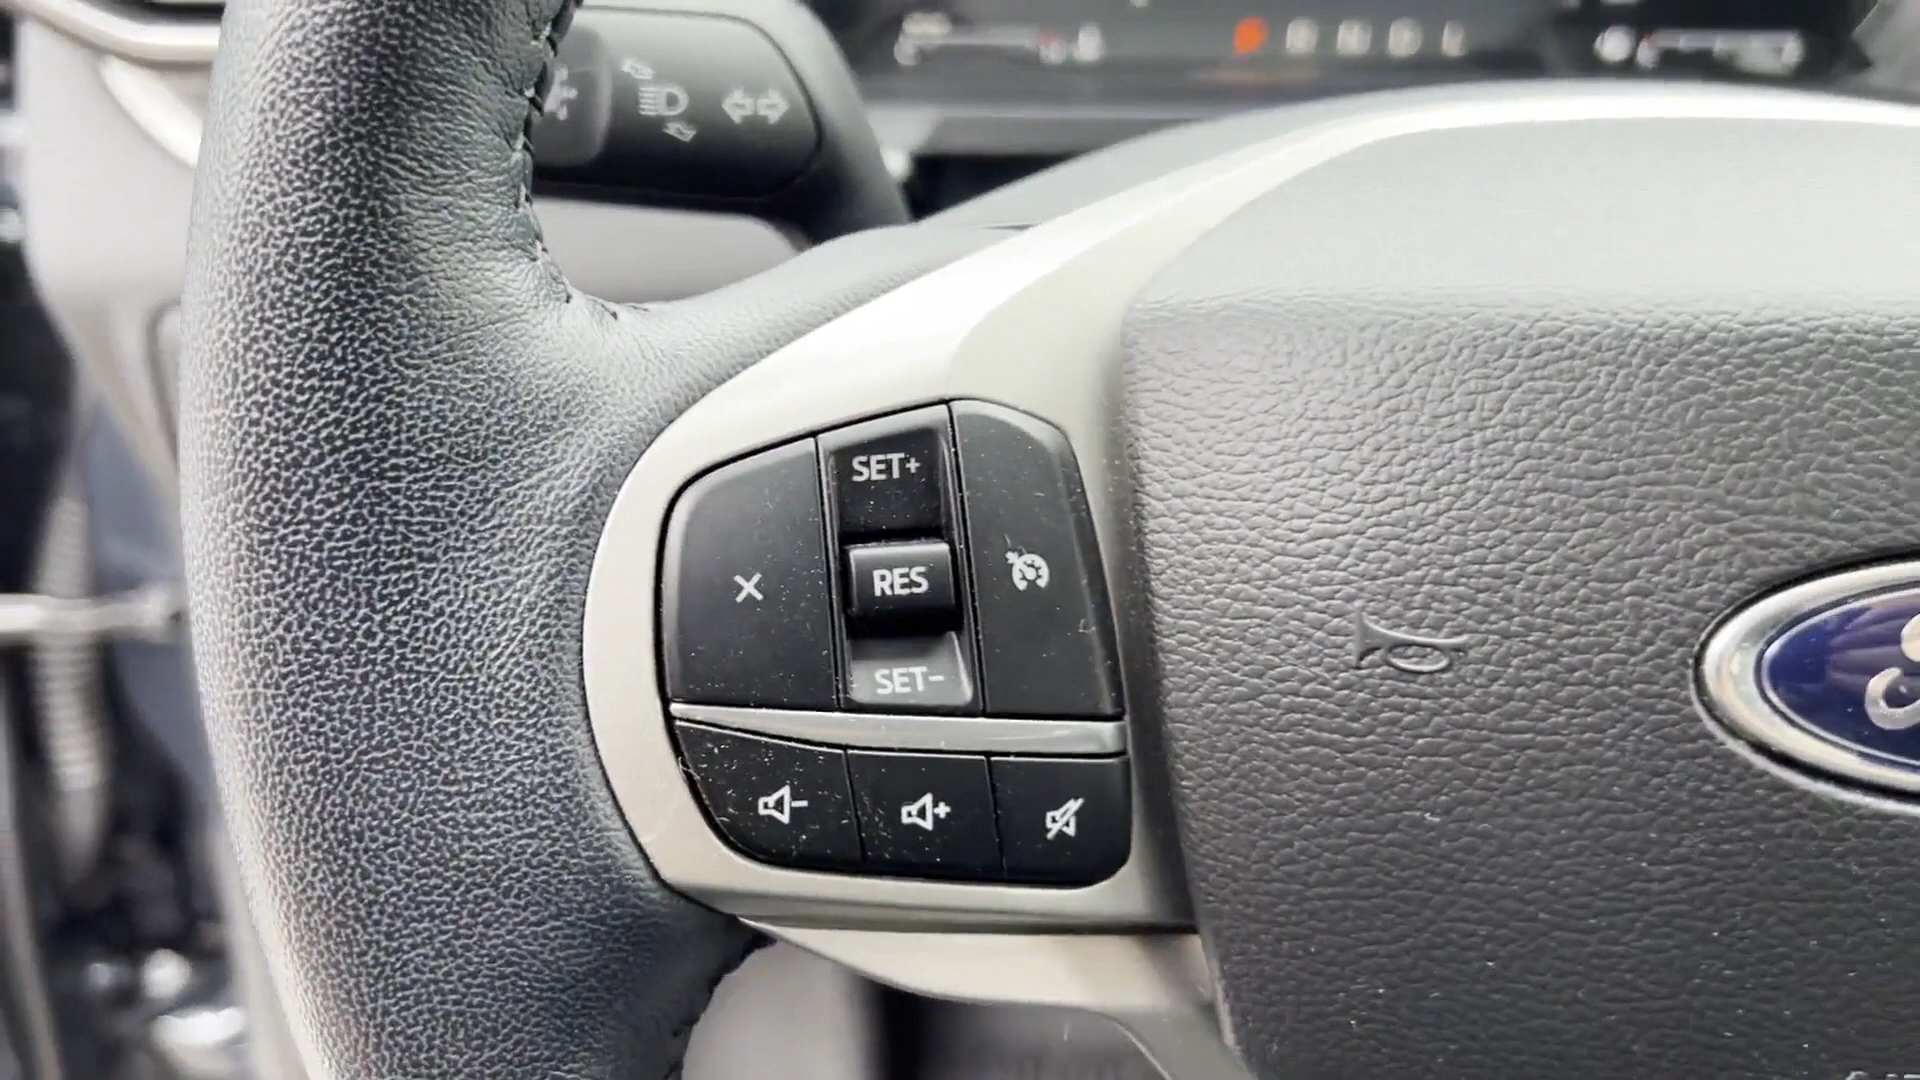 P R N D L
SET+
RES
SET-